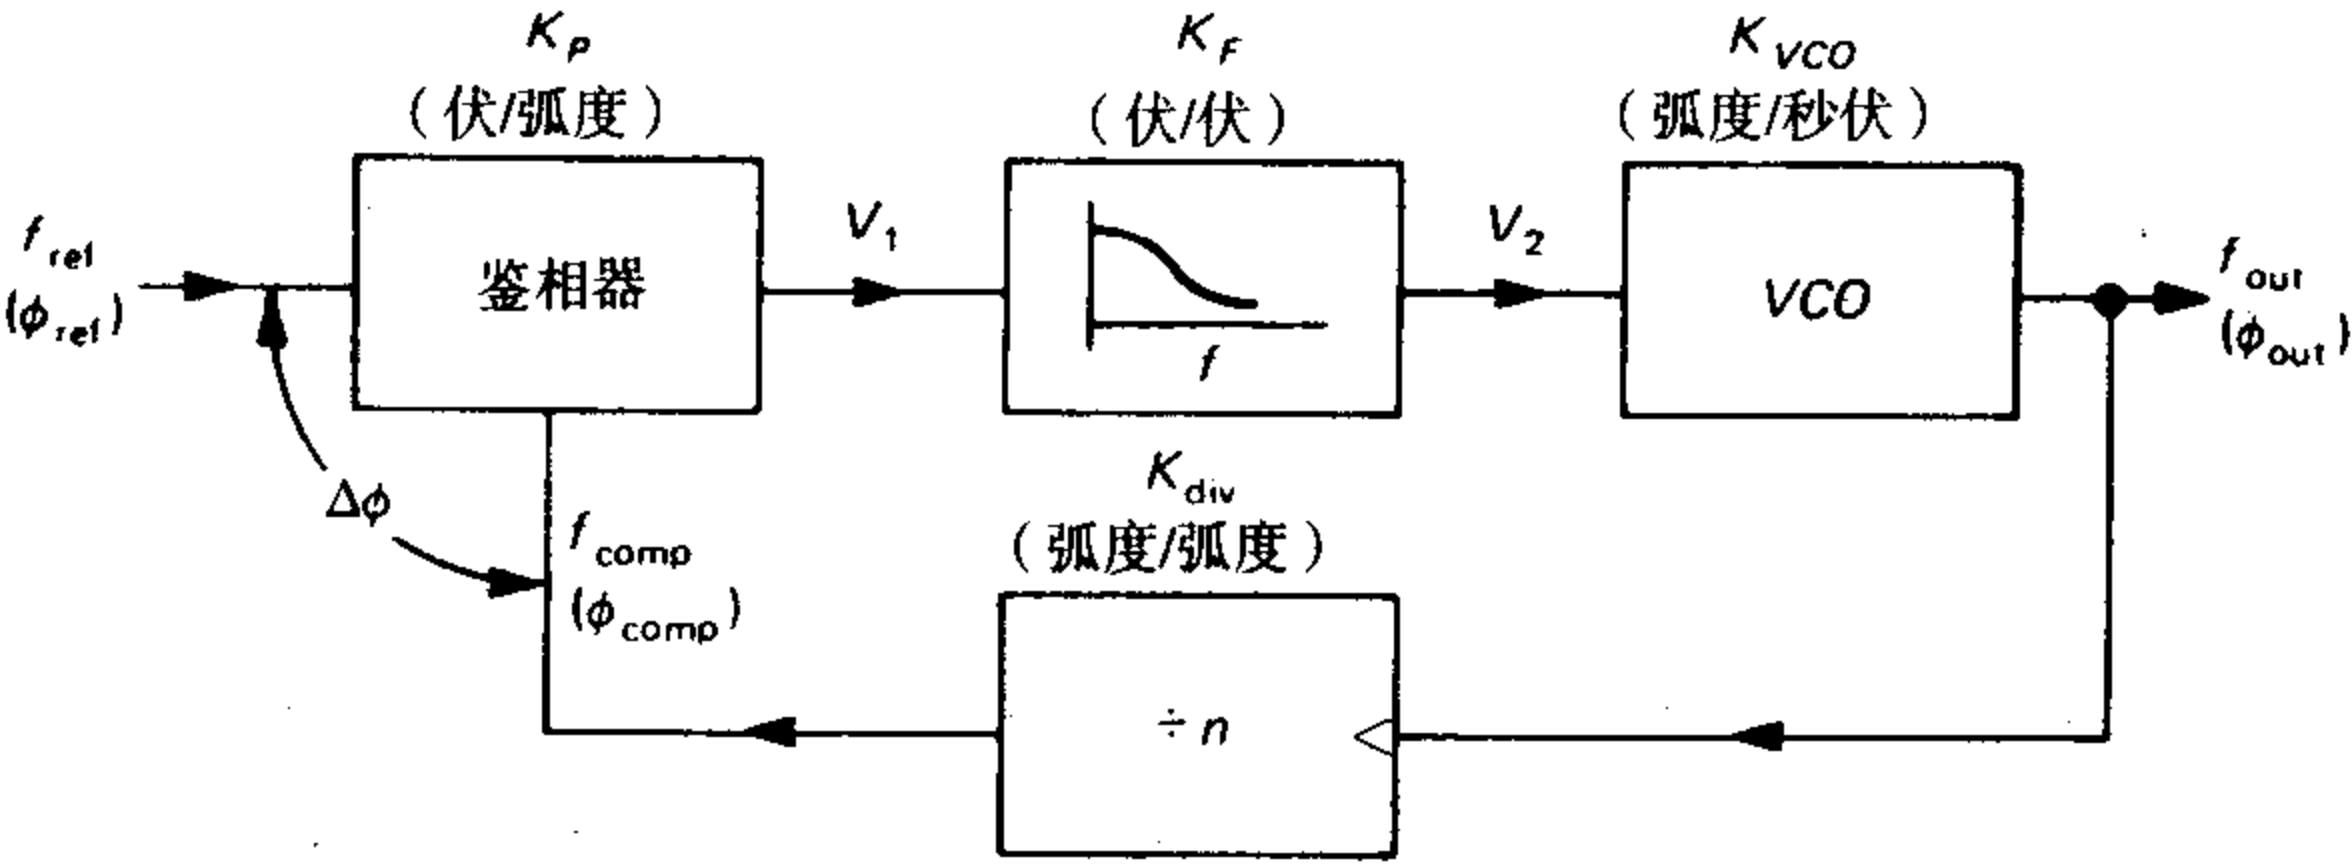 K_P
（伏/弧度）
K_F
（伏/伏）
K_VCO
（弧度/秒伏）
f_ref
(ϕ_ref)
鉴相器
V_1
f
V_2
VCO
f_out
(ϕ_out)
Δϕ
f_comp
(ϕ_comp)
K_div
（弧度/弧度）
÷n